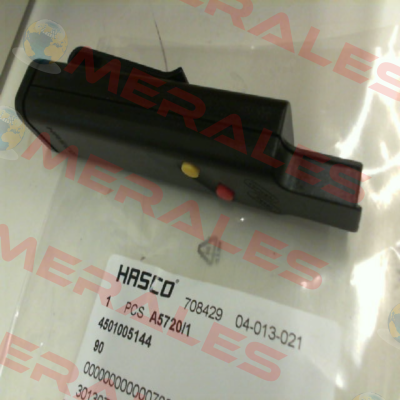 MERALES
MERALES
MERALES
HASCO® 708429 04-013-021
1 PCS A5720/1
4501005144
90